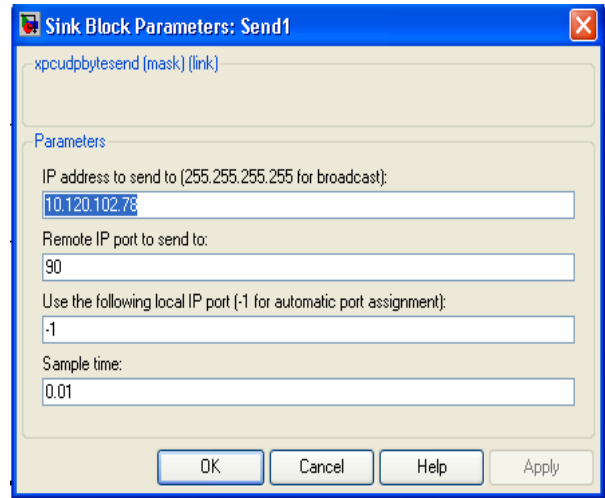 Sink Block Parameters: Send1
xpcudpbytesend (mask) (link)
Parameters
IP address to send to (255.255.255.255 for broadcast):
10.120.102.78
Remote IP port to send to:
90
Use the following local IP port (-1 for automatic port assignment):
-1
Sample time:
0.01
OK Cancel Help Apply